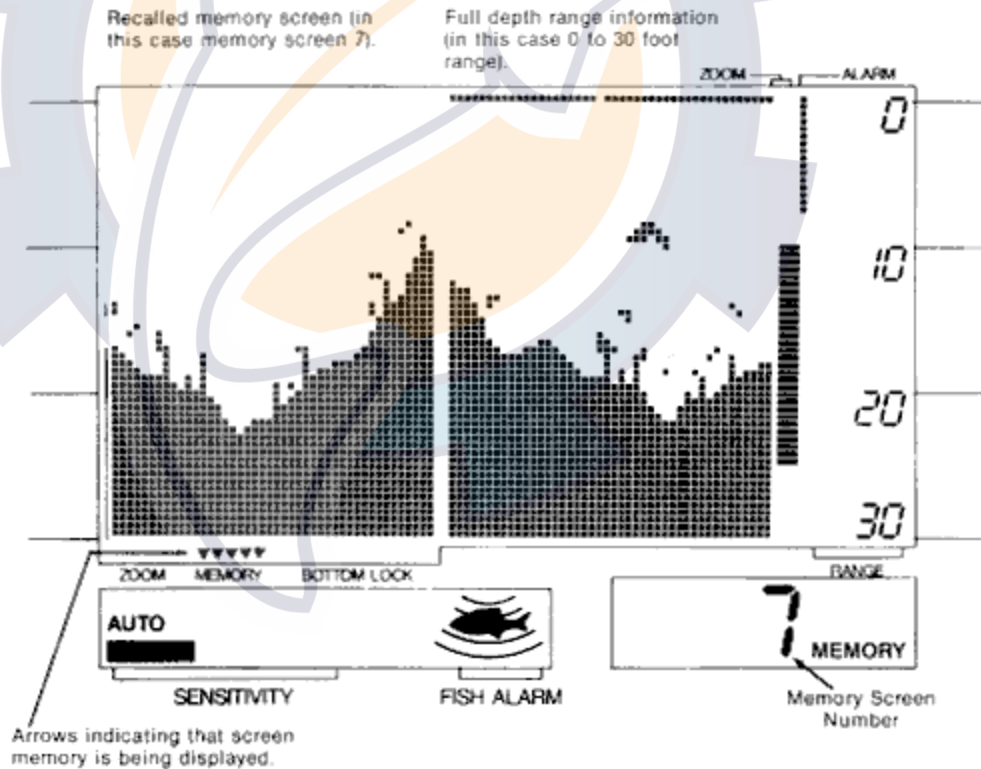 Recalled memory screen (in
this case memory screen 7).
Full depth range information
(in this case 0 to 30 foot
range).
ZOOM
ALARM
0
10
20
30
ZOOM MEMORY BOTTOM LOCK
RANGE
AUTO
7 MEMORY
SENSITIVITY
FISH ALARM
Memory Screen
Number
Arrows indicating that screen
memory is being displayed.